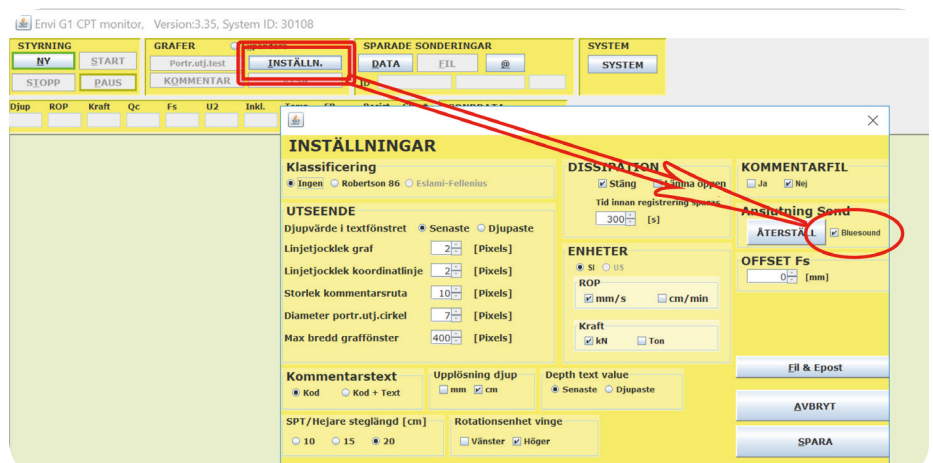 Envi G1 CPT monitor, Version:3.35, System ID: 30108
STYRNING
NY START
STOPP PAUS
GRAFER
Portr.utj.test INSTÄLLN.
KOMMENTAR
SPARADE SONDERINGAR
DATA FIL @
ID
SYSTEM
SYSTEM
Djup ROP Kraft Qc Fs U2 Inkl. Temp
INSTÄLLNINGAR
Klassificering
Ingen Robertson 86 Eslami-Fellenius
UTSEENDE
Djupvärde i textfönstret Senaste Djupaste
Linjetjocklek graf 2 [Pixels]
Linjetjocklek koordinatlinje 2 [Pixels]
Storlek kommentarsruta 10 [Pixels]
Diameter portr.utj.cirkel 7 [Pixels]
Max bredd graffönster 400 [Pixels]
DISSIPATION
Stäng Lämna öppen
Tid innan registrering sparas
300 [s]
ENHETER
SI US
ROP
mm/s cm/min
Kraft
kN Ton
KOMMENTARFIL
Ja Nej
Anslutning Sond
ÅTERSTÄLL Bluesound
OFFSET Fs
0 [mm]
Kommentarstext
Kod Kod + Text
Upplösning djup
mm cm
Depth text value
Senaste Djupaste
SPT/Hejare steglängd [cm]
10 15 20
Rotationsenhet vinge
Vänster Höger
Fil & Epost
AVBRYT
SPARA